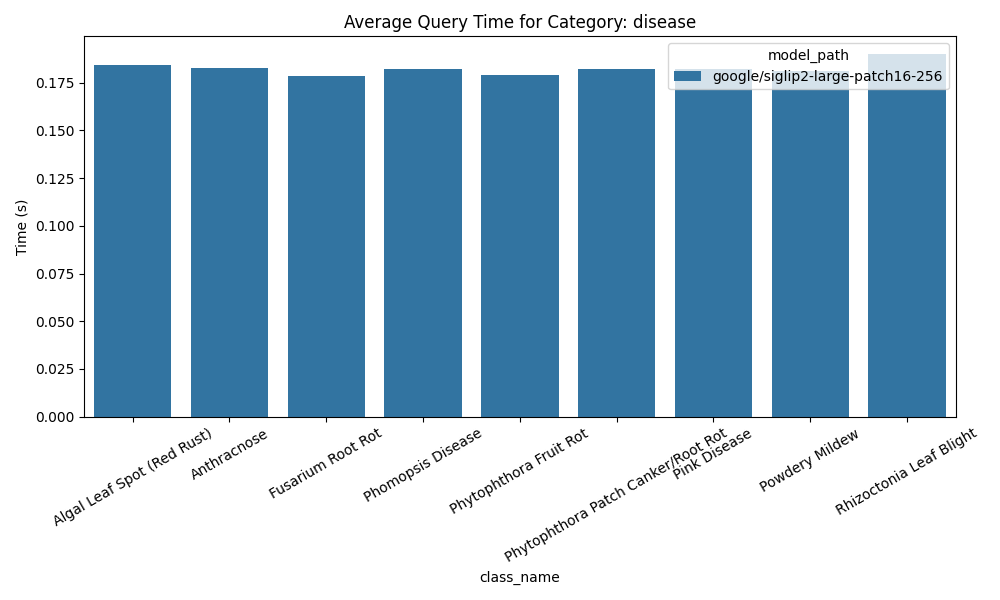 Average Query Time for Category: disease
model_path
google/siglip2-large-patch16-256
Time (s)
0.175
0.150
0.125
0.100
0.075
0.050
0.025
0.000
Algal Leaf Spot (Red Rust)
Anthracnose
Fusarium Root Rot
Phomopsis Disease
Phytophthora Fruit Rot
Phytophthora Patch Canker/Root Rot
Pink Disease
Powdery Mildew
Rhizoctonia Leaf Blight
class_name